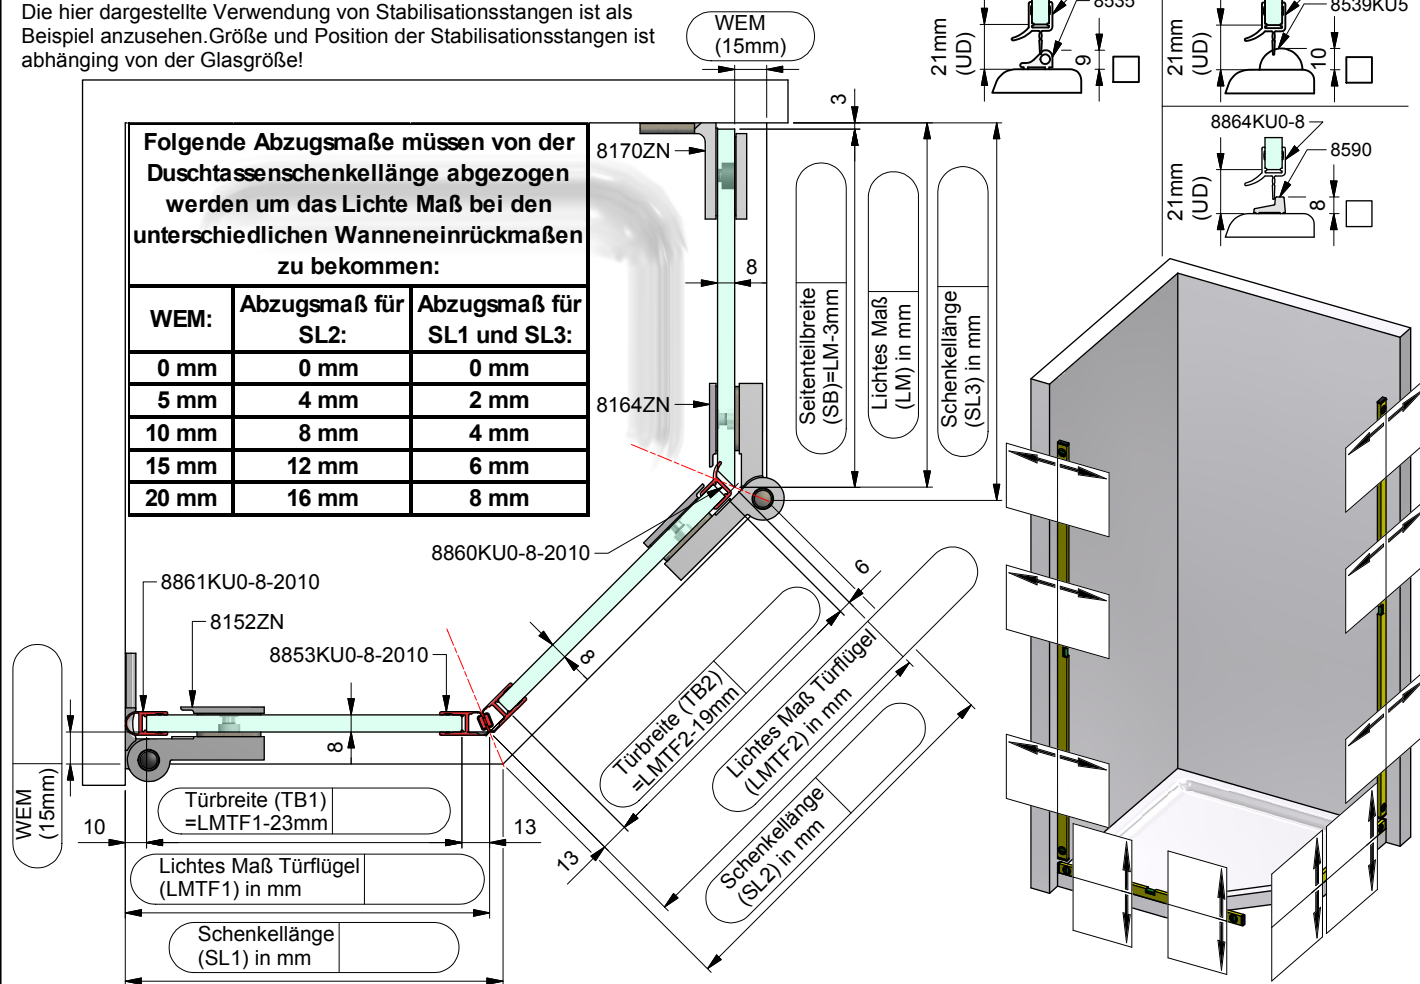 Die hier dargestellte Verwendung von Stabilisationsstangen ist als
Beispiel anzusehen.Größe und Position der Stabilisationsstangen ist
abhänging von der Glasgröße!
WEM
(15mm)
21mm
(UD)
8535
9
21mm
(UD)
8539KU5
10
8864KU0-8
8590
21mm
(UD)
8
Folgende Abzugsmaße müssen von der
Duschtassenschenkellänge abgezogen
werden um das Lichte Maß bei den
unterschiedlichen Wanneneinrückmaßen
zu bekommen:
WEM: Abzugsmaß für SL2: Abzugsmaß für SL1 und SL3:
0 mm 0 mm 0 mm
5 mm 4 mm 2 mm
10 mm 8 mm 4 mm
15 mm 12 mm 6 mm
20 mm 16 mm 8 mm
8170ZN
3
8
8164ZN
Seitenteilbreite
(SB)=LM-3mm
Lichtes Maß
(LM) in mm
Schenkellänge
(SL3) in mm
8860KU0-8-2010
8861KU0-8-2010
8152ZN
8853KU0-8-2010
6
8
8
WEM
(15mm)
Türbreite (TB2)
=LMTF2-19mm
Lichtes Maß Türflügel
(LMTF2) in mm
Schenkellänge
(SL2) in mm
13
10
Türbreite (TB1)
=LMTF1-23mm
13
Lichtes Maß Türflügel
(LMTF1) in mm
Schenkellänge
(SL1) in mm